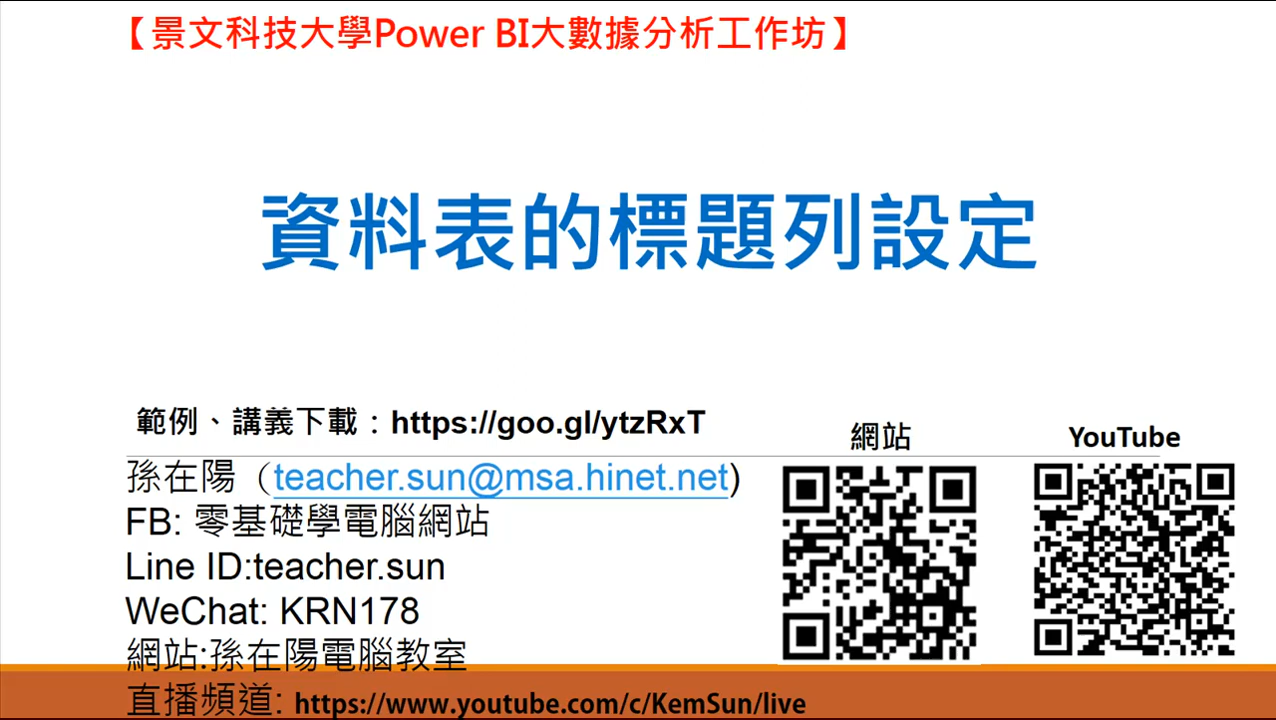 【景文科技大學Power BI大數據分析工作坊】
資料表的標題列設定
範例、講義下載：https://goo.gl/ytzRxT
孫在陽（teacher.sun@msa.hinet.net)
FB: 零基礎學電腦網站
Line ID:teacher.sun
WeChat: KRN178
網站:孫在陽電腦教室
直播頻道: https://www.youtube.com/c/KemSun/live
網站
YouTube